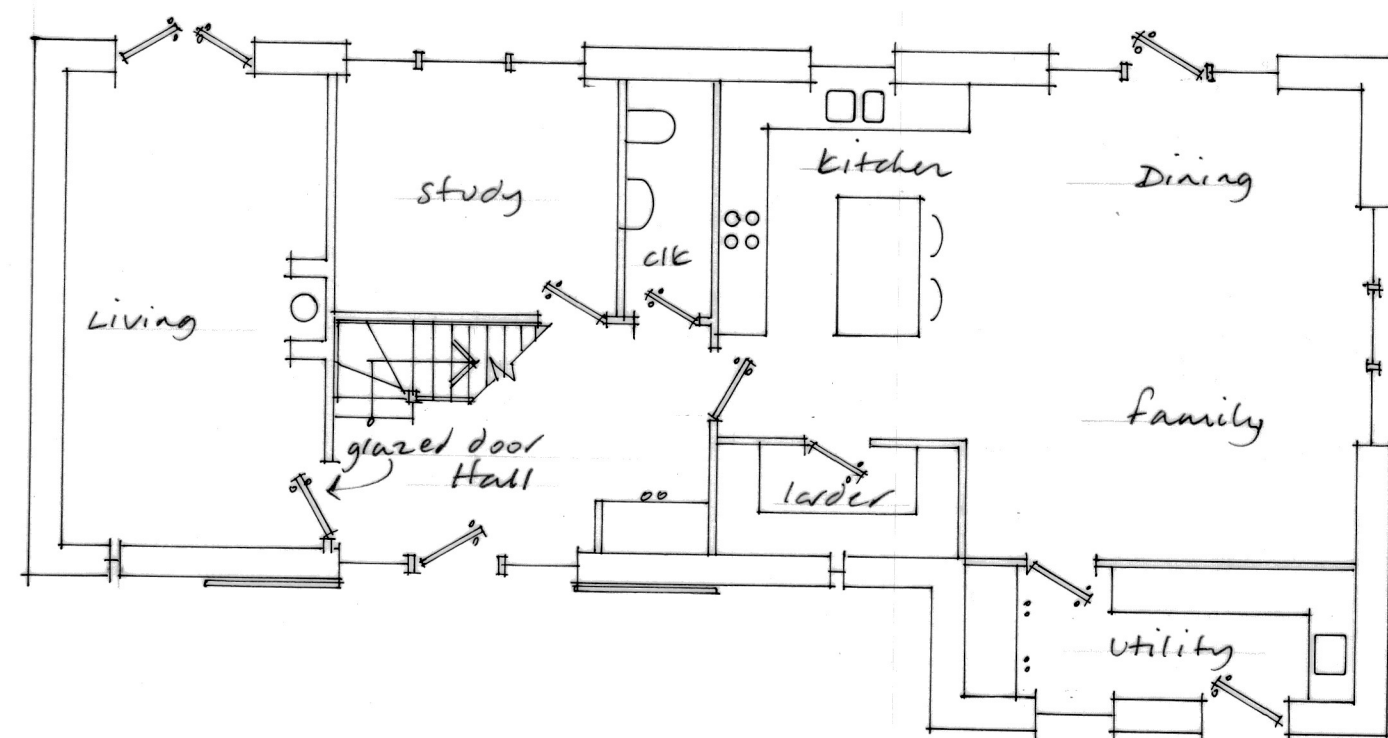 kitchen
Dining
study
clk
Living
family
glazed door
Hall
larder
utility